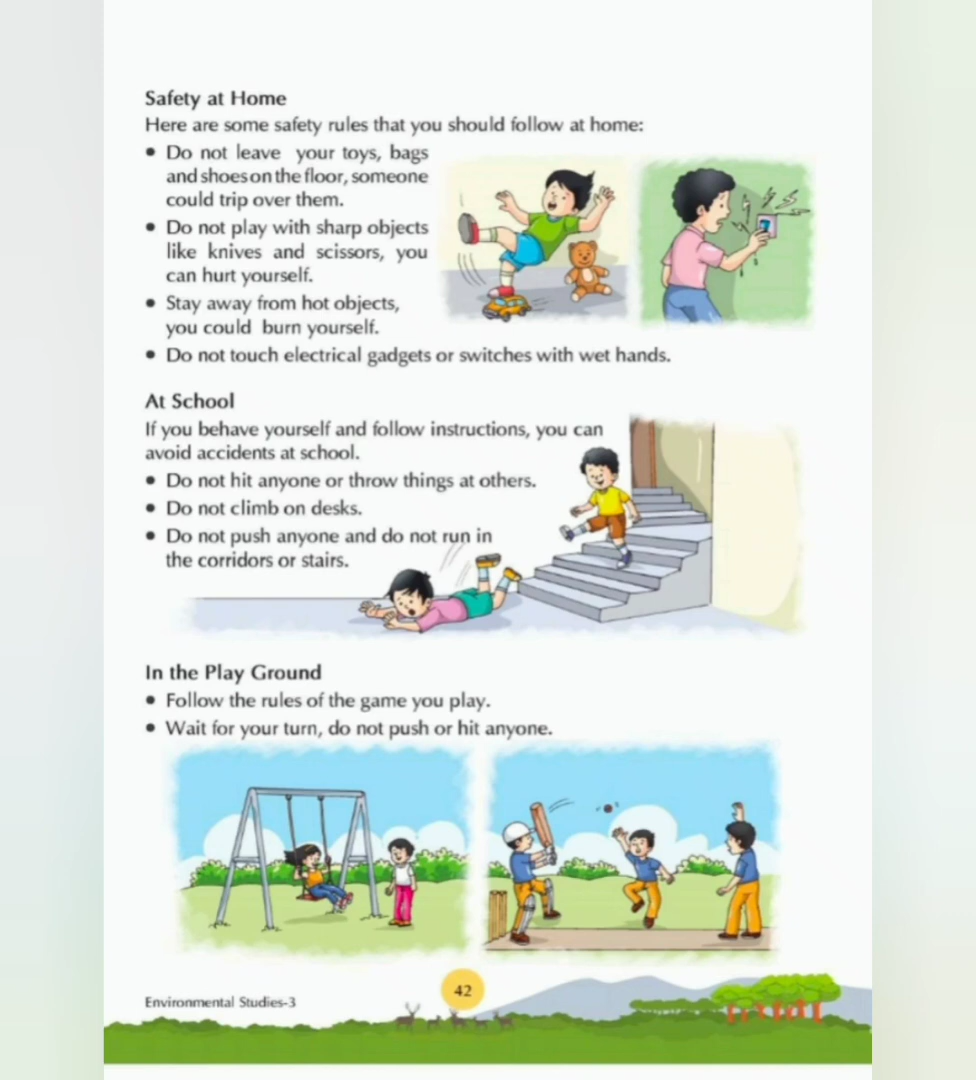 Safety at Home
Here are some safety rules that you should follow at home:
• Do not leave your toys, bags
and shoes on the floor, someone
could trip over them.
• Do not play with sharp objects
like knives and scissors, you
can hurt yourself.
• Stay away from hot objects,
you could burn yourself.
• Do not touch electrical gadgets or switches with wet hands.
At School
If you behave yourself and follow instructions, you can
avoid accidents at school.
• Do not hit anyone or throw things at others.
• Do not climb on desks.
• Do not push anyone and do not run in
the corridors or stairs.
In the Play Ground
• Follow the rules of the game you play.
• Wait for your turn, do not push or hit anyone.
Environmental Studies-3
42